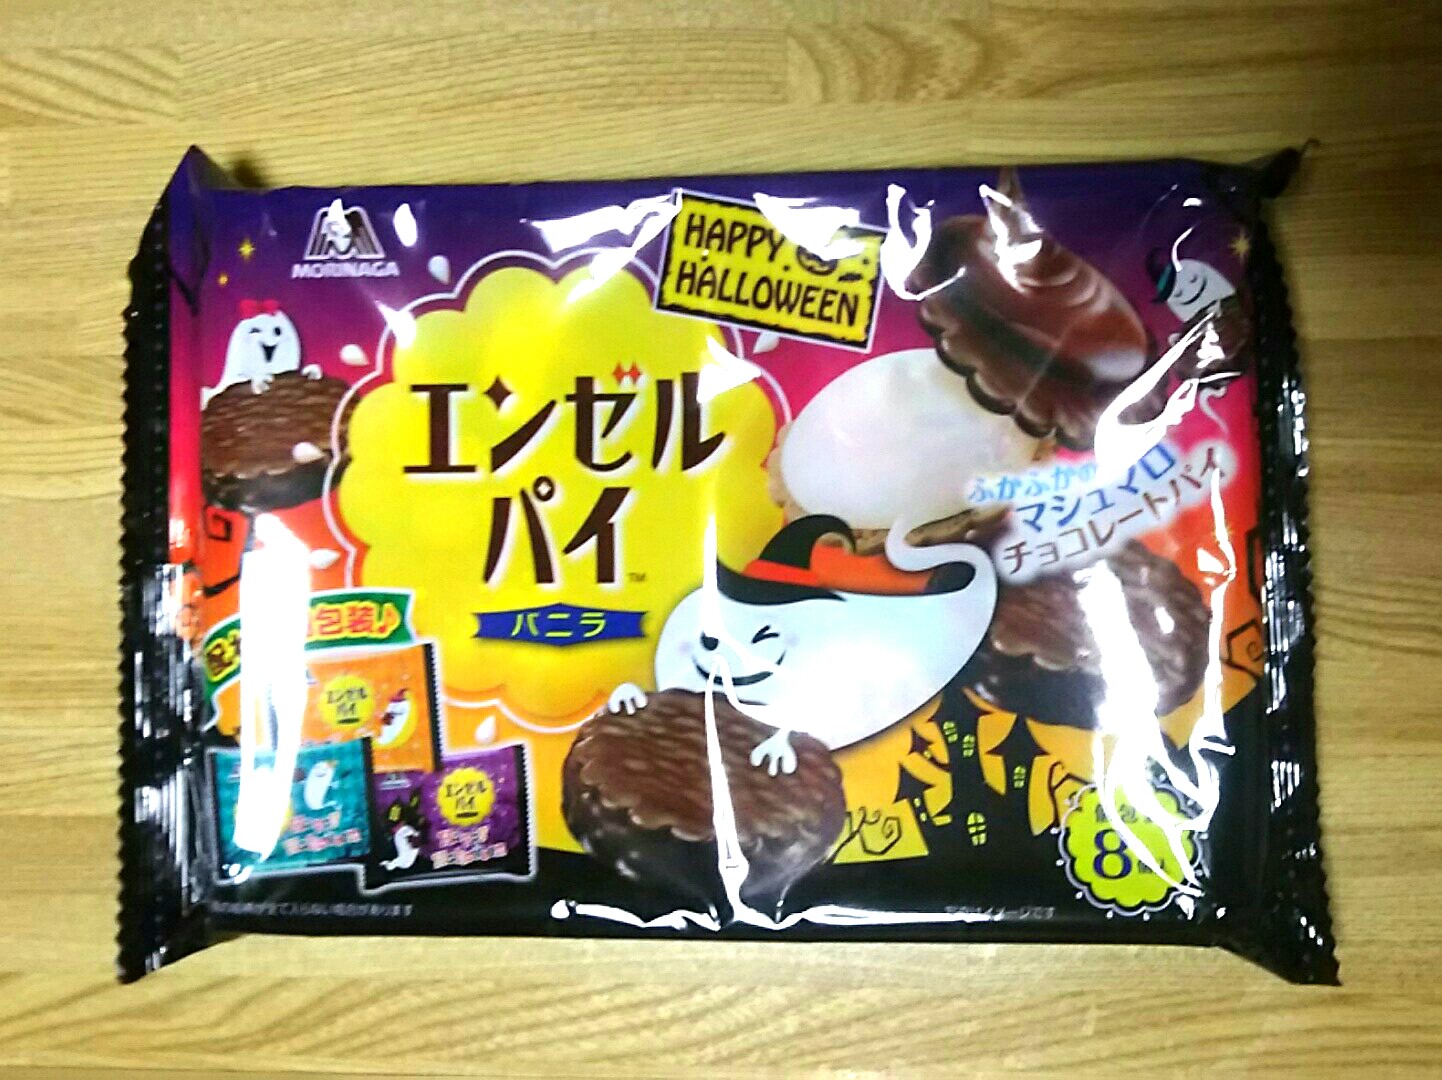 MORINAGA
HAPPY
HALLOWEEN
エンゼル
パイ
TM
バニラ
ふかふかの
マシュマロ
チョコレートパイ
包装♪
エンゼル
パイ
エンゼル
パイ
8